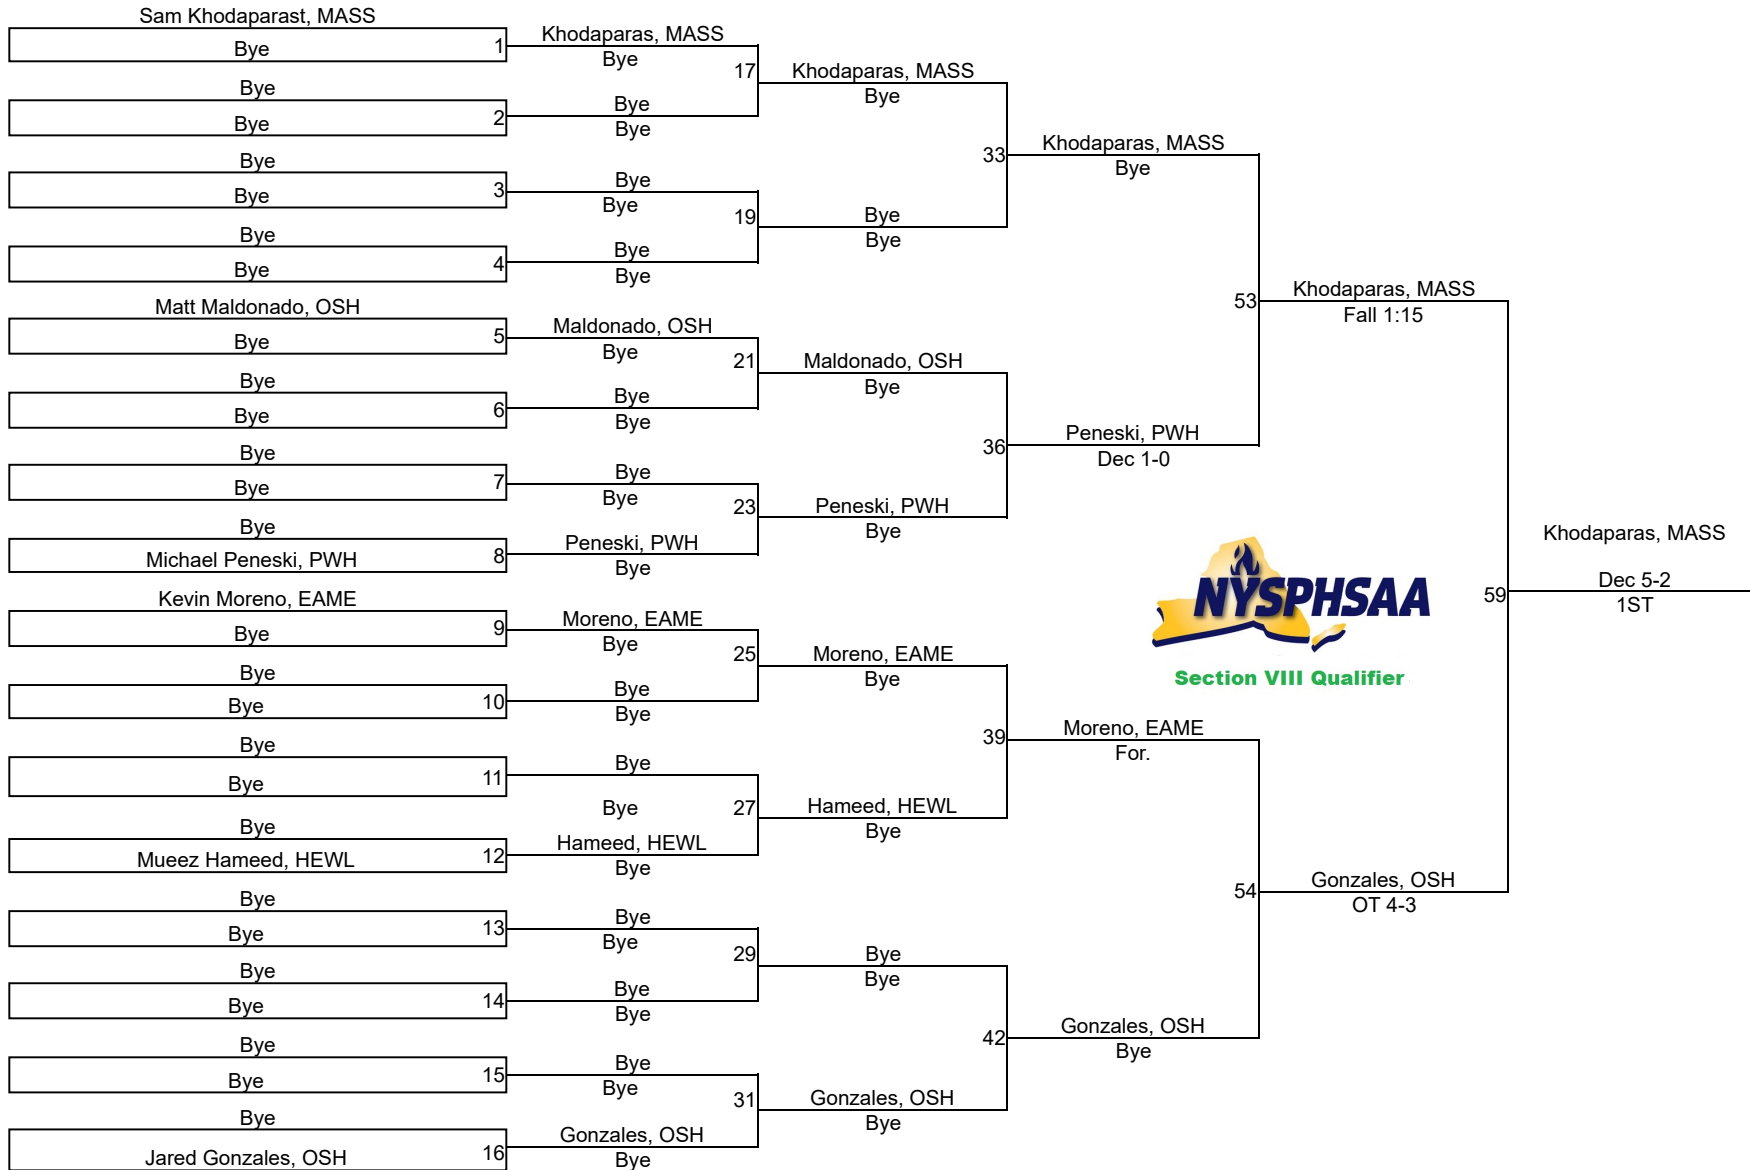 Sam Khodaparast, MASS
Bye
1
Bye
Bye
2
Bye
Bye
3
Bye
Bye
4
Matt Maldonado, OSH
Bye
5
Bye
Bye
6
Bye
Bye
7
Bye
Michael Peneski, PWH
8
Kevin Moreno, EAME
Bye
9
Bye
Bye
10
Bye
Bye
11
Bye
Mueez Hameed, HEWL
12
Bye
Bye
13
Bye
Bye
14
Bye
Bye
15
Bye
Jared Gonzales, OSH
16
Khodaparas, MASS
Bye
17
Bye
Bye
Bye
Bye
19
Bye
Bye
Maldonado, OSH
Bye
21
Bye
Bye
Bye
Bye
23
Peneski, PWH
Bye
Moreno, EAME
Bye
25
Bye
Bye
Bye
Bye
27
Hameed, HEWL
Bye
Bye
Bye
29
Bye
Bye
Bye
Bye
31
Gonzales, OSH
Bye
Khodaparas, MASS
Bye
33
Bye
Bye
Maldonado, OSH
Bye
36
Peneski, PWH
Bye
Moreno, EAME
Bye
39
Hameed, HEWL
Bye
Bye
Bye
42
Gonzales, OSH
Bye
Khodaparas, MASS
Bye
53
Peneski, PWH
Dec 1-0
Moreno, EAME
For.
54
Gonzales, OSH
Bye
Khodaparas, MASS
Fall 1:15
59
Gonzales, OSH
OT 4-3
Khodaparas, MASS
Dec 5-2
1ST
NYSPHSAA
Section VIII Qualifier